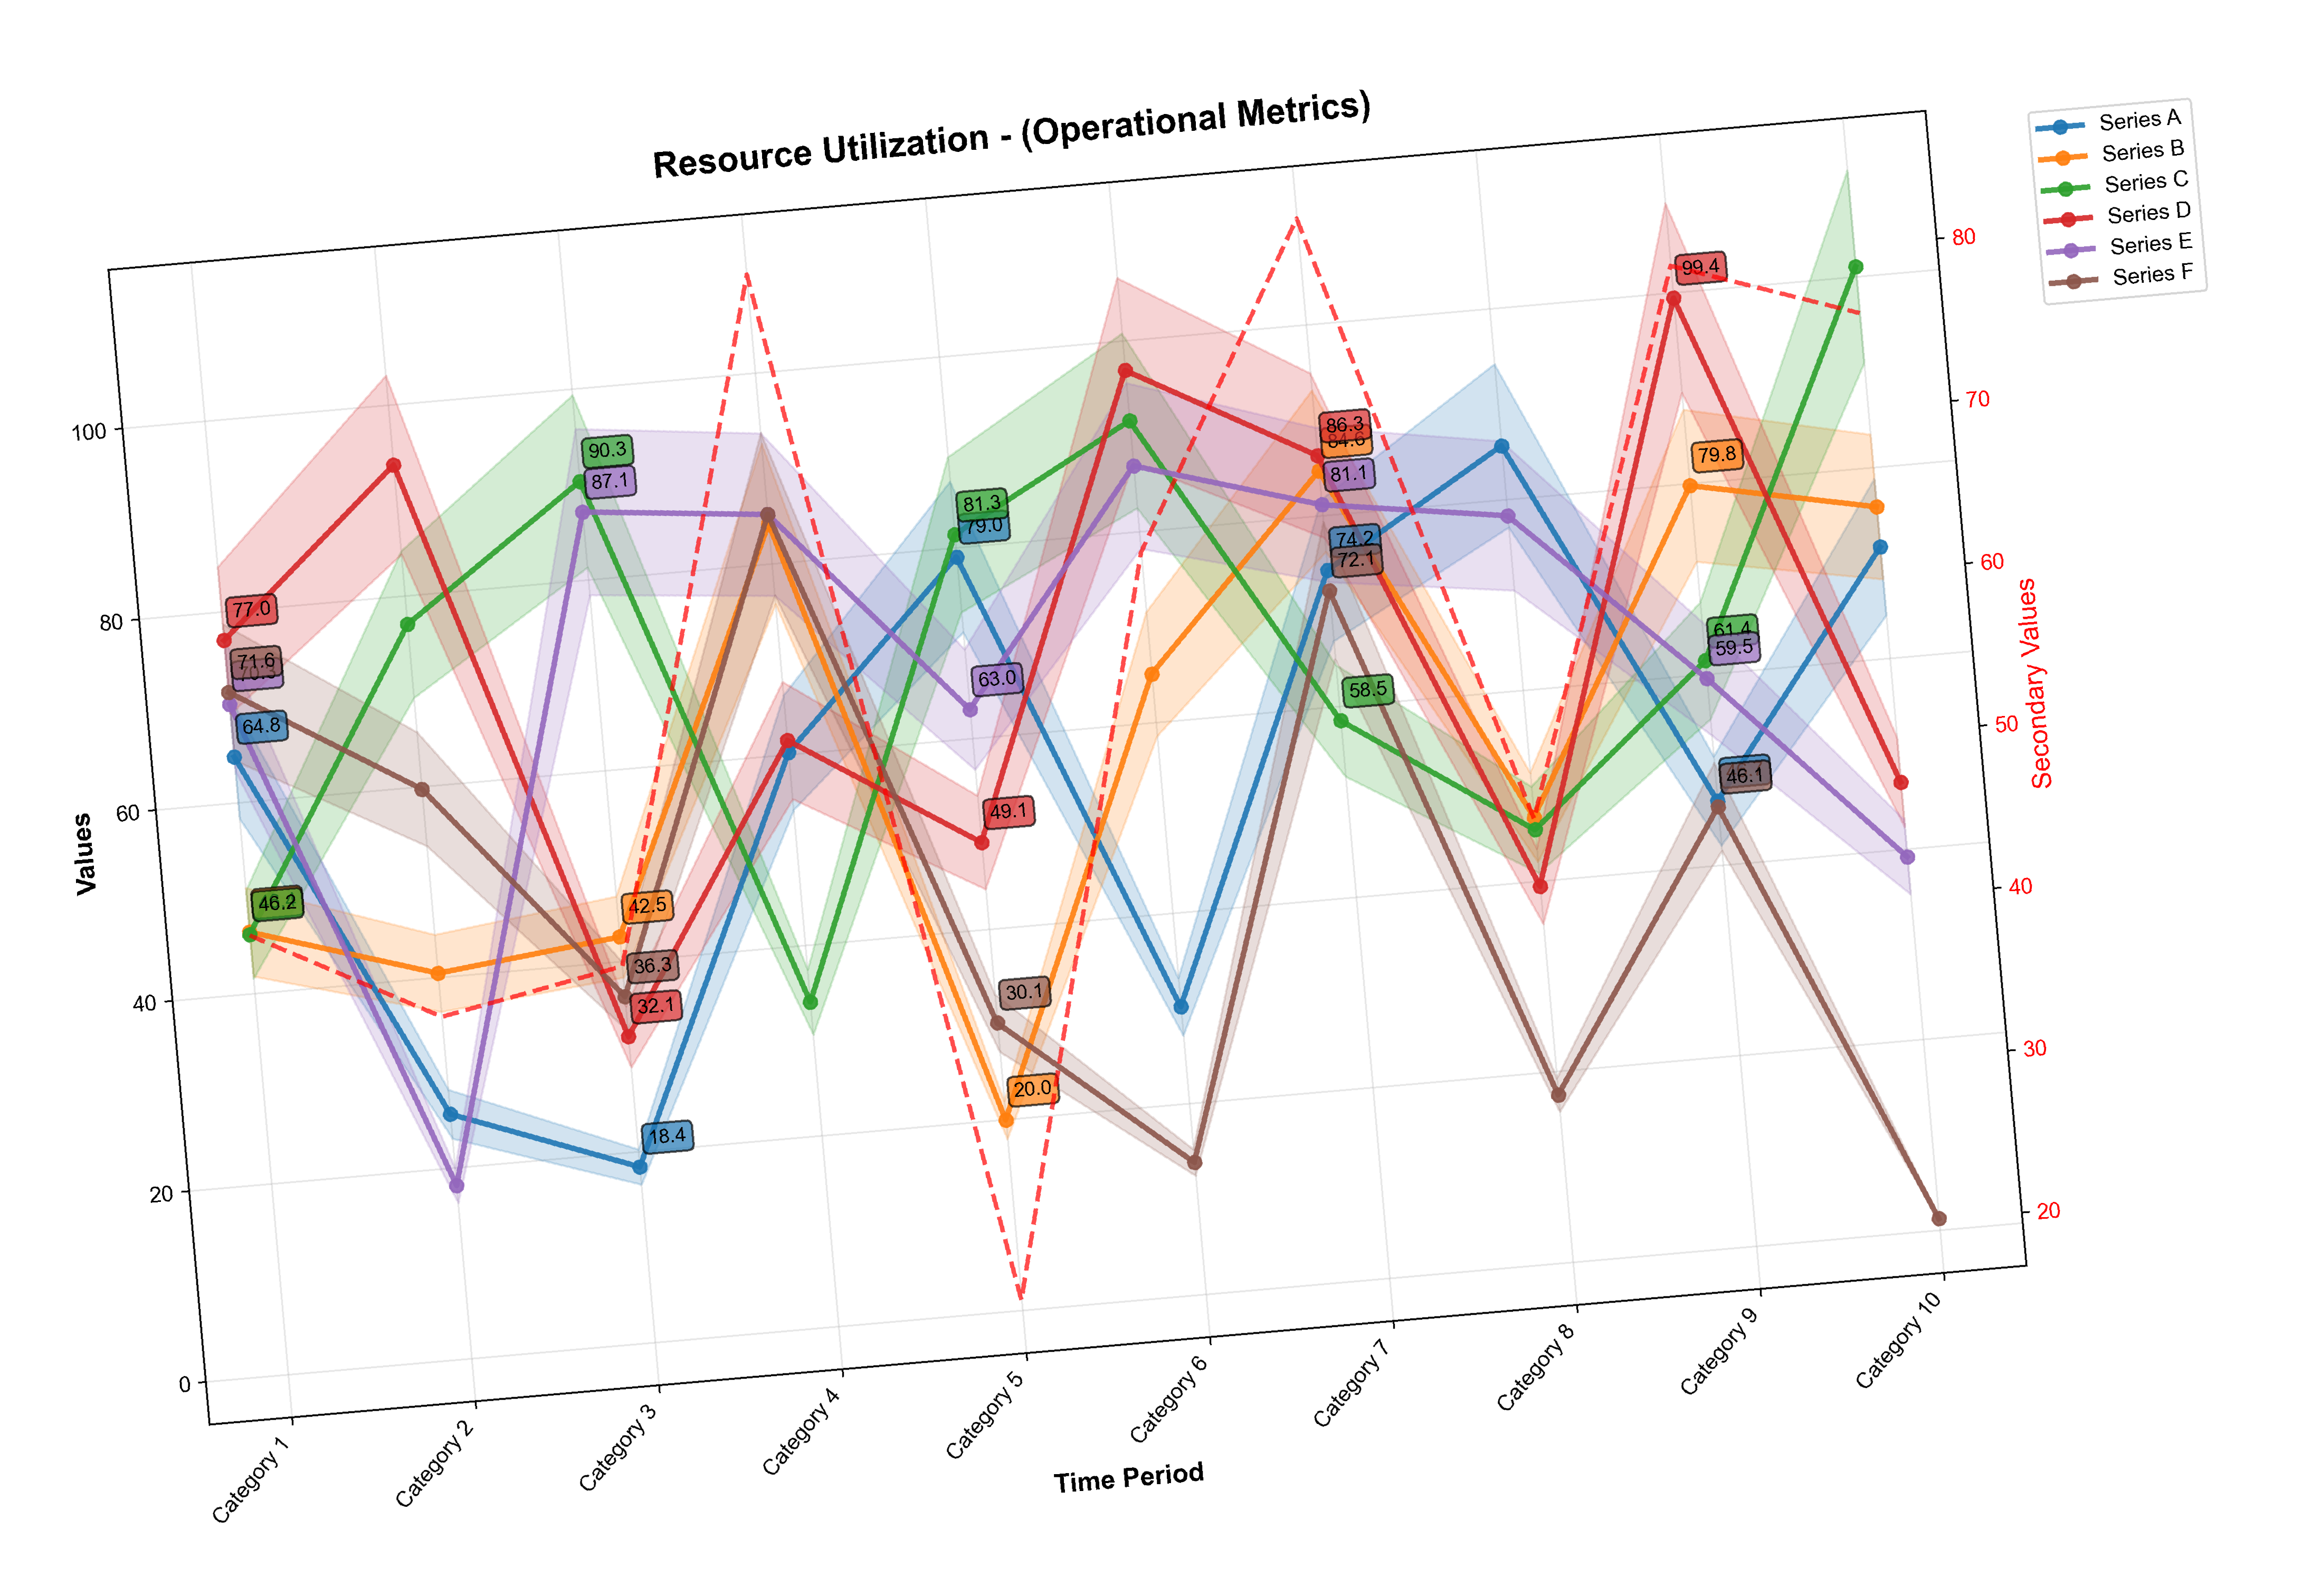 Resource Utilization - (Operational Metrics)
Series A
Series B
Series C
Series D
Series E
Series F
Values
100
80
60
40
20
0
Secondary Values
80
70
60
50
40
30
20
77.0
71.6
64.8
46.2
90.3
87.1
42.5
36.3
32.1
18.4
81.3
79.0
63.0
49.1
30.1
20.0
86.3
84.6
81.1
74.2
72.1
58.5
99.4
79.8
61.4
59.5
46.1
Category 1
Category 2
Category 3
Category 4
Category 5
Category 6
Category 7
Category 8
Category 9
Category 10
Time Period